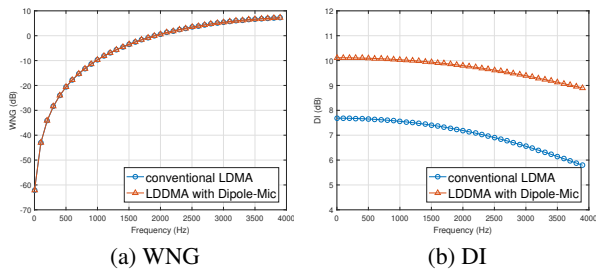 10
0
-10
-20
-30
-40
-50
-60
-70
WNG (dB)
conventional LDMA
LDDMA with Dipole-Mic
0 500 1000 1500 2000 2500 3000 3500 4000
Frequency (Hz)
(a) WNG
12
11
10
9
8
7
6
5
4
DI (dB)
conventional LDMA
LDDMA with Dipole-Mic
0 500 1000 1500 2000 2500 3000 3500 4000
Frequency (Hz)
(b) DI